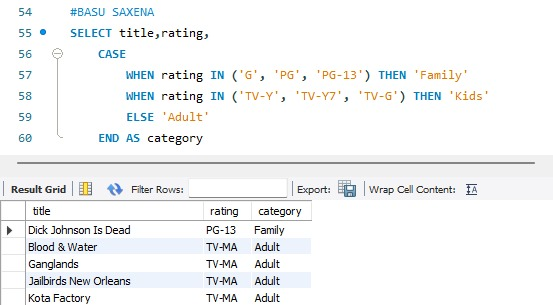 54 #BASU SAXENA
55 SELECT title,rating,
56 CASE
57 WHEN rating IN ('G', 'PG', 'PG-13') THEN 'Family'
58 WHEN rating IN ('TV-Y', 'TV-Y7', 'TV-G') THEN 'Kids'
59 ELSE 'Adult'
60 END AS category
Result Grid Filter Rows: Export: Wrap Cell Content:
title rating category
Dick Johnson Is Dead PG-13 Family
Blood & Water TV-MA Adult
Ganglands TV-MA Adult
Jailbirds New Orleans TV-MA Adult
Kota Factory TV-MA Adult